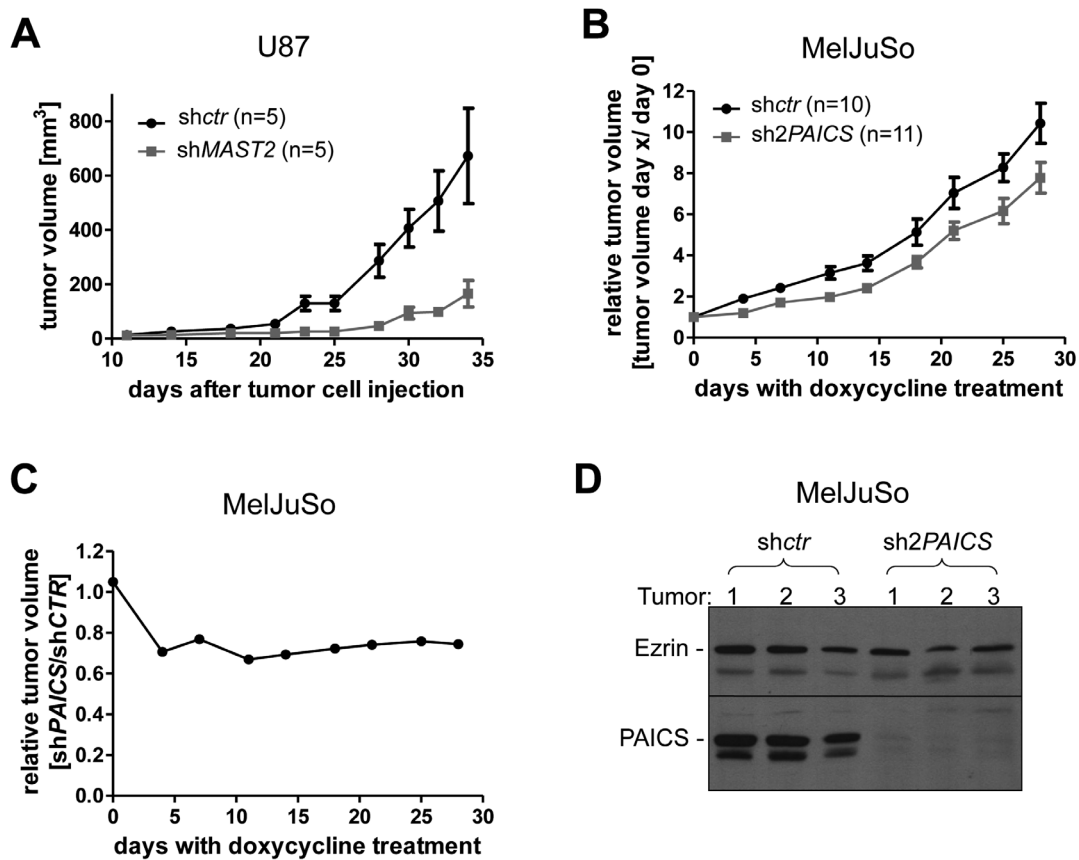 A
U87
tumor volume [mm³]
800
600
400
200
0
shctr (n=5)
shMAST2 (n=5)
10 15 20 25 30 35
days after tumor cell injection
B
MelJuSo
relative tumor volume
[tumor volume day x/ day 0]
12
10
8
6
4
2
0
shctr (n=10)
sh2PAICS (n=11)
0 5 10 15 20 25 30
days with doxycycline treatment
C
MelJuSo
relative tumor volume
[shPAICS/shCTR]
1.2
1.0
0.8
0.6
0.4
0.2
0.0
0 5 10 15 20 25 30
days with doxycycline treatment
D
MelJuSo
shctr sh2PAICS
Tumor: 1 2 3 1 2 3
Ezrin -
PAICS -